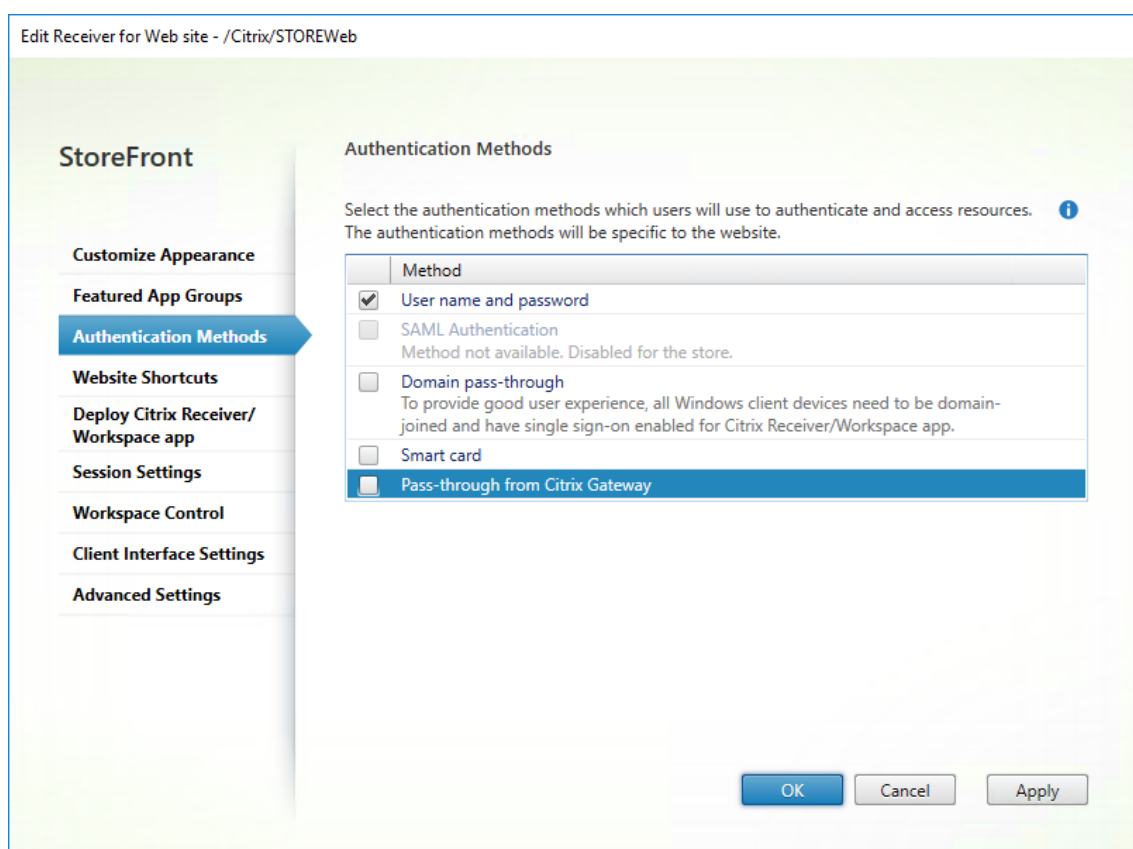 Edit Receiver for Web site - /Citrix/STOREWeb
StoreFront
Customize Appearance
Featured App Groups
Authentication Methods
Website Shortcuts
Deploy Citrix Receiver/
Workspace app
Session Settings
Workspace Control
Client Interface Settings
Advanced Settings
Authentication Methods
Select the authentication methods which users will use to authenticate and access resources.
The authentication methods will be specific to the website.
Method
User name and password
SAML Authentication
Method not available. Disabled for the store.
Domain pass-through
To provide good user experience, all Windows client devices need to be domain-
joined and have single sign-on enabled for Citrix Receiver/Workspace app.
Smart card
Pass-through from Citrix Gateway
OK
Cancel
Apply